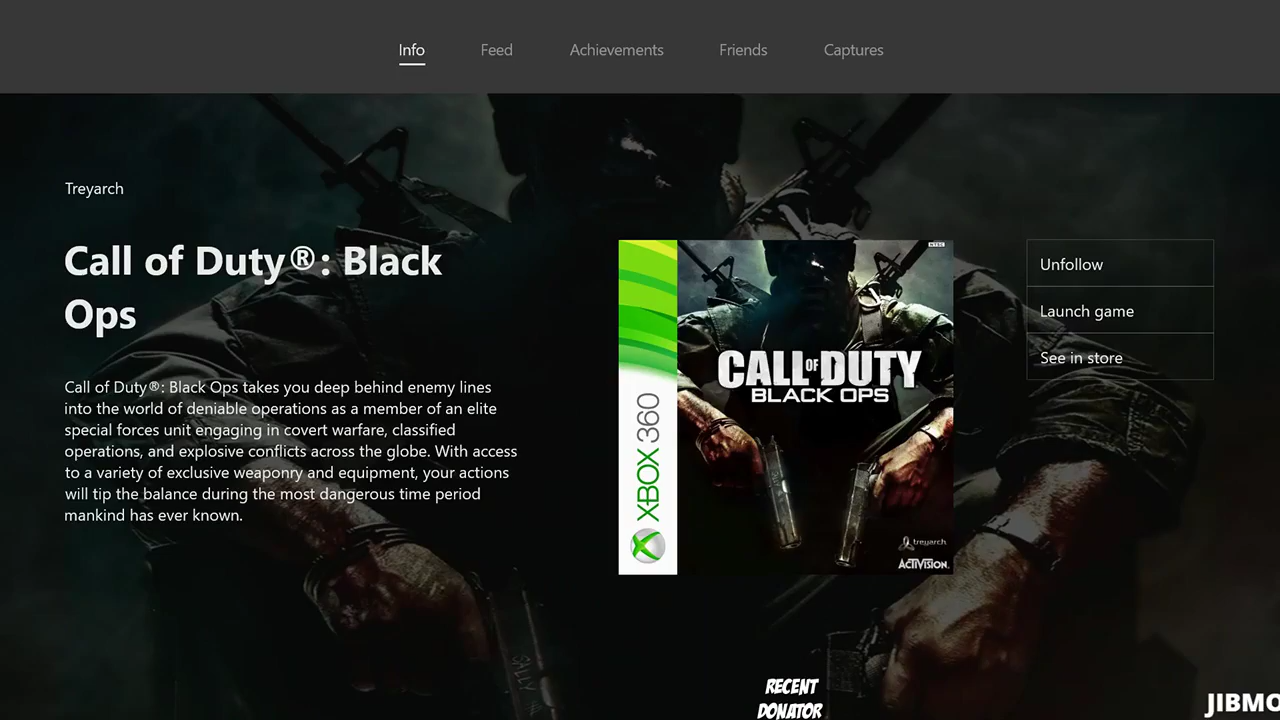 Info Feed Achievements Friends Captures
Treyarch
Call of Duty®: Black
Ops
Call of Duty®: Black Ops takes you deep behind enemy lines
into the world of deniable operations as a member of an elite
special forces unit engaging in covert warfare, classified
operations, and explosive conflicts across the globe. With access
to a variety of exclusive weaponry and equipment, your actions
will tip the balance during the most dangerous time period
mankind has ever known.
NTSC
XBOX 360
CALL OF DUTY
BLACK OPS
treyarch
ACTIVISION
Unfollow
Launch game
See in store
SALLY
RECENT
DONATOR
JIBMO